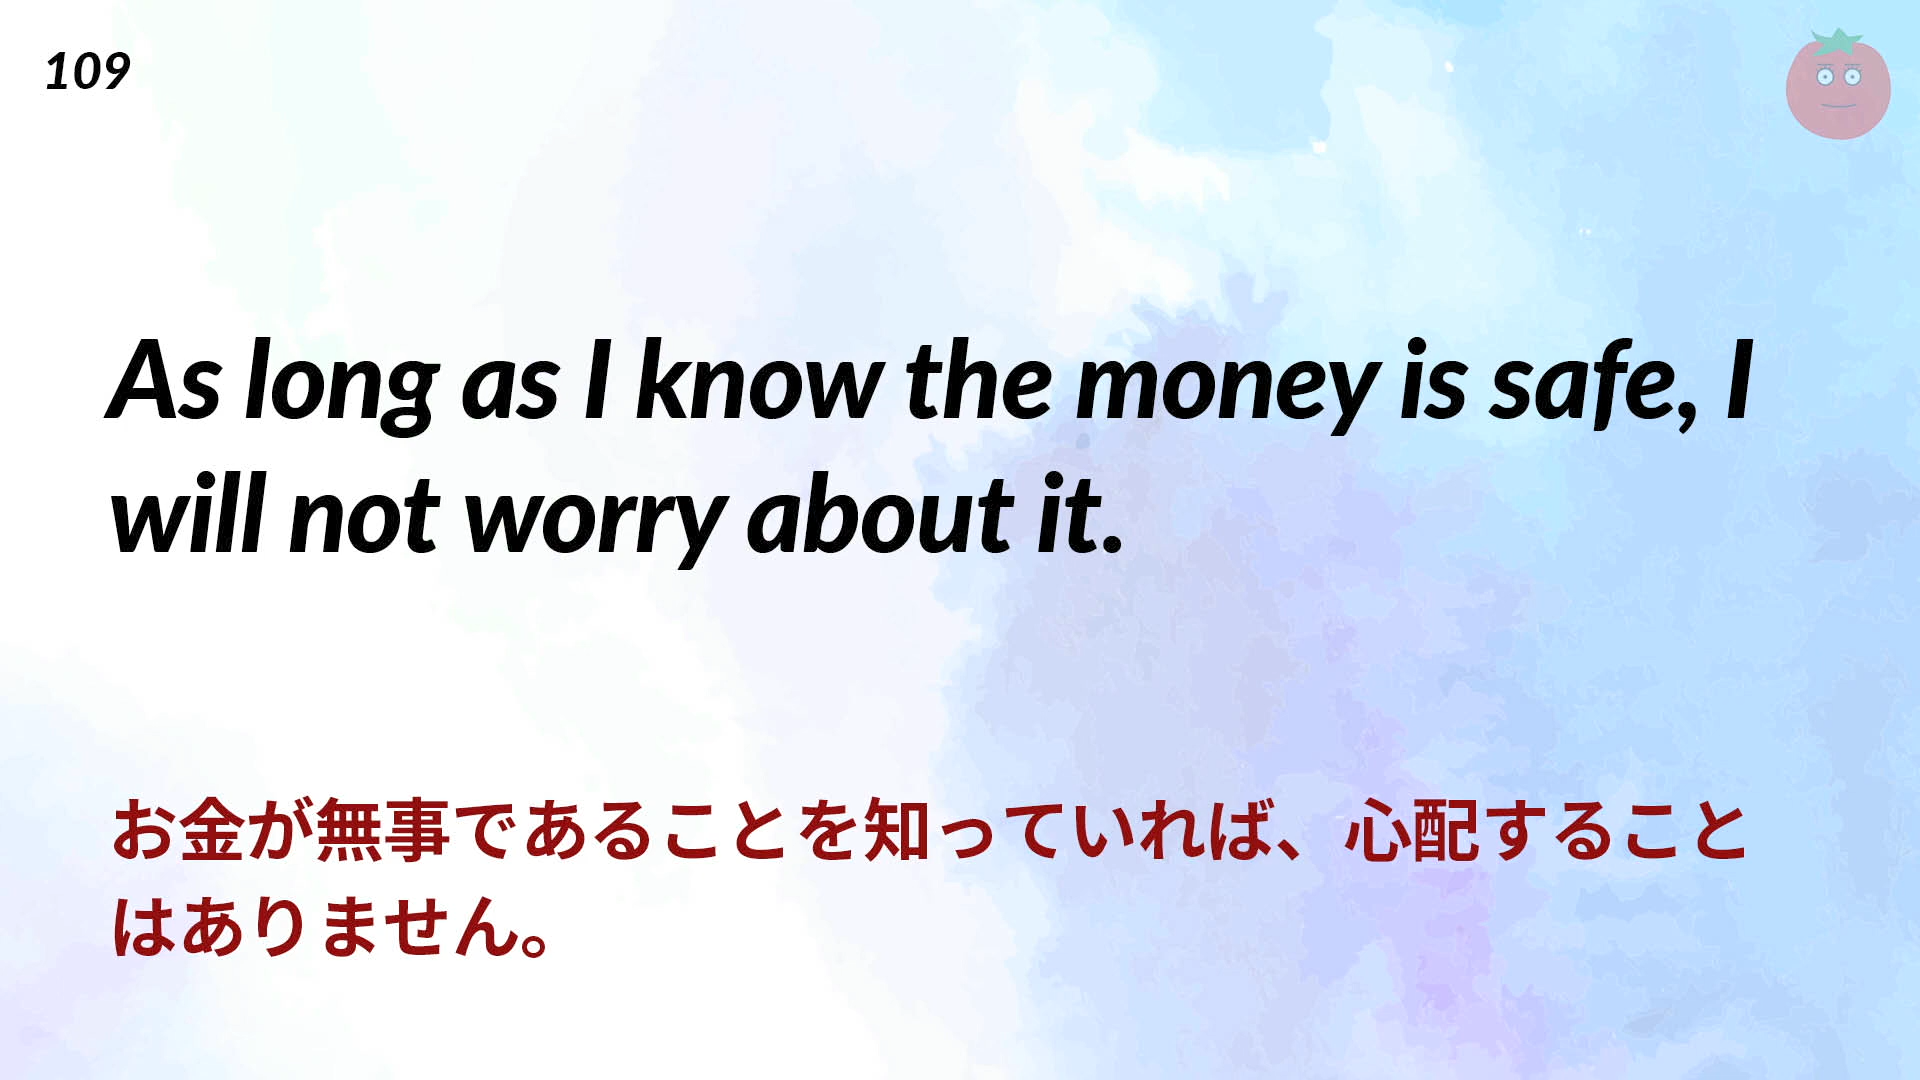 109
As long as I know the money is safe, I
will not worry about it.
お金が無事であることを知っていれば、心配すること
はありません。